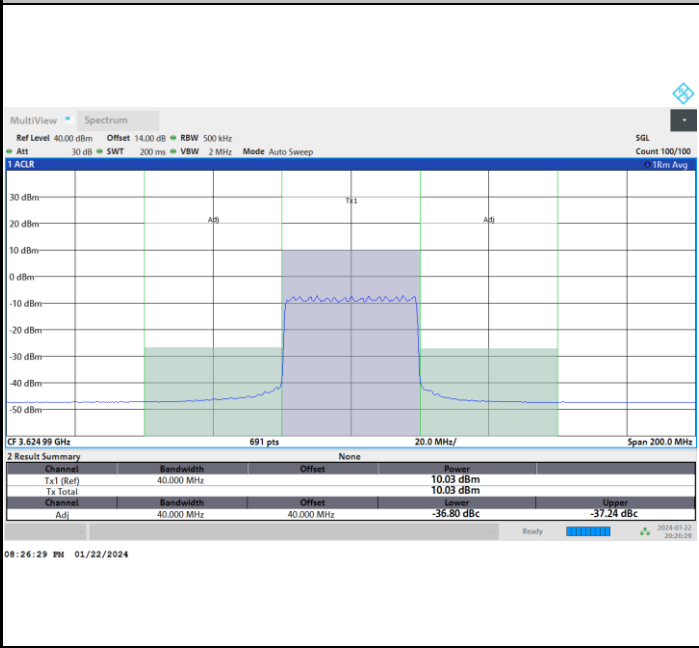 MultiView Spectrum
Ref Level 40.00 dBm Offset 14.00 dB RBW 500 kHz SGL
Att 30 dB SWT 200 ms VBW 2 MHz Mode Auto Sweep Count 100/100
1 ACLR 1Rm Avg
Tx1
30 dBm
Adj Adj
20 dBm
10 dBm
0 dBm
-10 dBm
-20 dBm
-30 dBm
-40 dBm
-50 dBm
CF 3.624 99 GHz 691 pts 20.0 MHz/ Span 200.0 MHz
2 Result Summary None
Channel Bandwidth Offset Power
Tx1 (Ref) 40.000 MHz 10.03 dBm
Tx Total 10.03 dBm
Channel Bandwidth Offset Lower Upper
Adj 40.000 MHz 40.000 MHz -36.80 dBc -37.24 dBc
Ready 2024-01-22
20:26:29
08:26:29 PM 01/22/2024